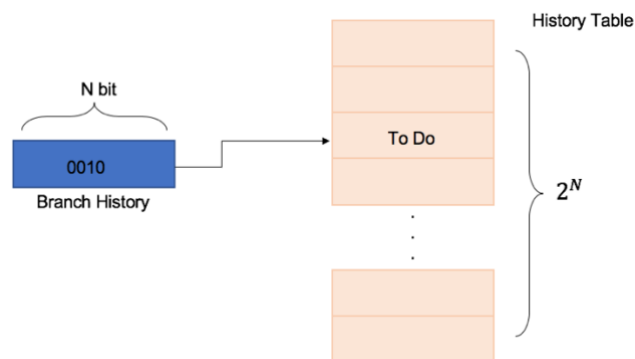 History Table
N bit
To Do
0010
Branch History
2^N